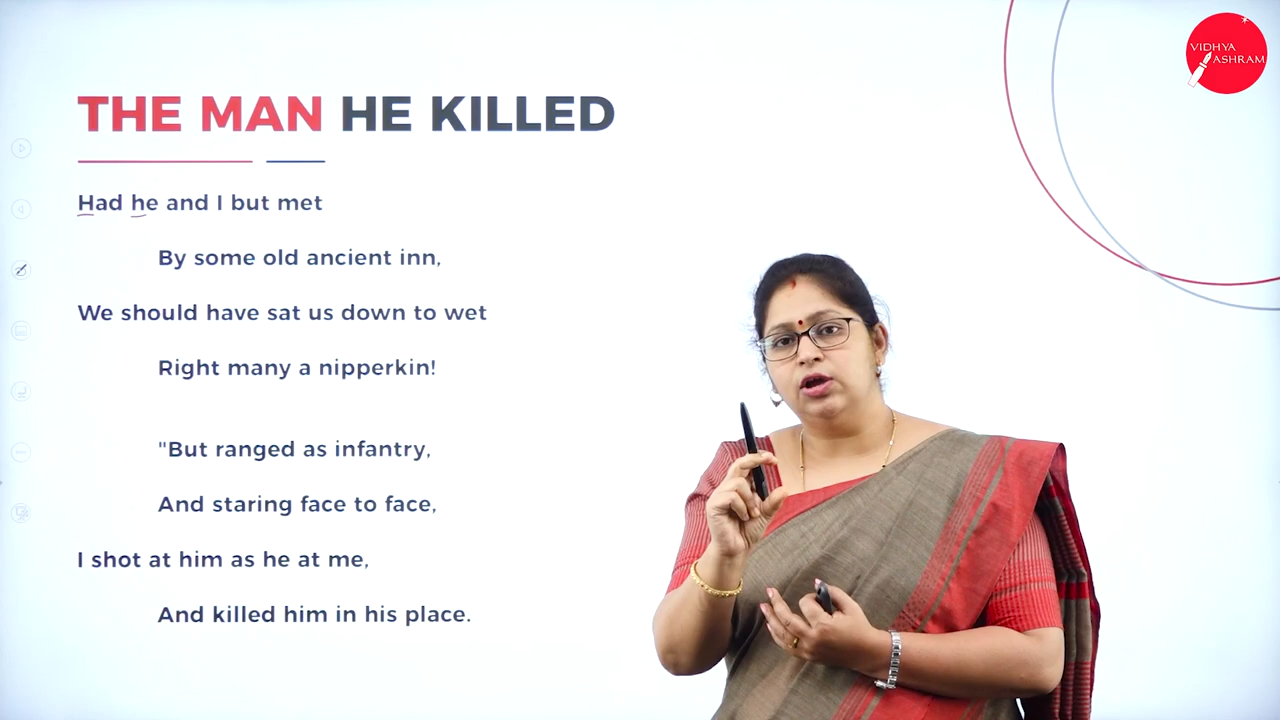 VIDHYA
ASHRAM
THE MAN HE KILLED
Had he and I but met
By some old ancient inn,
We should have sat us down to wet
Right many a nipperkin!
"But ranged as infantry,
And staring face to face,
I shot at him as he at me,
And killed him in his place.